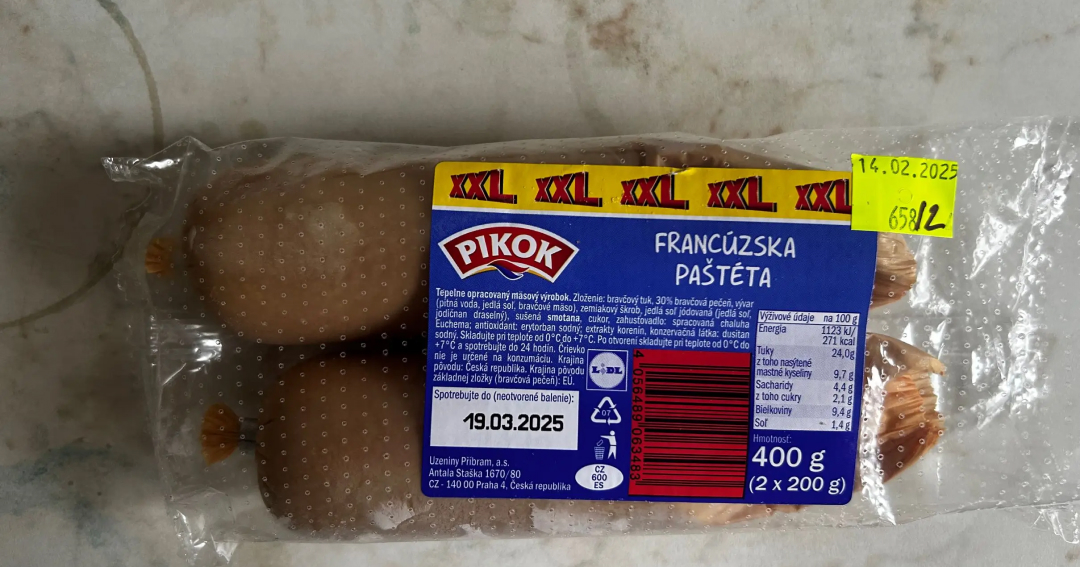 XXL XXL XXL XXL XXL
14.02.2025
658/2
PIKOK
FRANCÚZSKA
PAŠTÉTA
Tepelne opracovaný mäsový výrobok. Zloženie: bravčový tuk, 30% bravčová pečeň, vývar
(pitná voda, jedlá soľ, bravčové mäso), zemiakový škrob, jedlá soľ jódovaná (jedlá soľ,
jodičnan draselný), sušená smotana, cukor, zahusťovadlo: spracovaná chaluha
Euchema; antioxidant: erytorban sodný; extrakty korenín, konzervačná látka: dusitan
sodný. Skladujte pri teplote od 0°C do +7°C. Po otvorení skladujte pri teplote od 0°C do
+7°C a spotrebujte do 24 hodín. Črievko
nie je určené na konzumáciu. Krajina
pôvodu: Česká republika. Krajina pôvodu
základnej zložky (bravčová pečeň): EÚ.
Spotrebujte do (neotvorené balenie):
19.03.2025
Uzeniny Příbram, a.s.
Antala Staška 1670/80
CZ - 140 00 Praha 4, Česká republika
LIDL
07
CZ
600
ES
4 056489 063483
Výživové údaje na 100 g
Energia 1123 kJ/
271 kcal
Tuky 24,0g
z toho nasýtené
mastné kyseliny 9,7 g
Sacharidy 4,4 g
z toho cukry 2,1 g
Bielkoviny 9,4 g
Soľ 1,4 g
Hmotnosť:
400 g
(2 x 200 g)